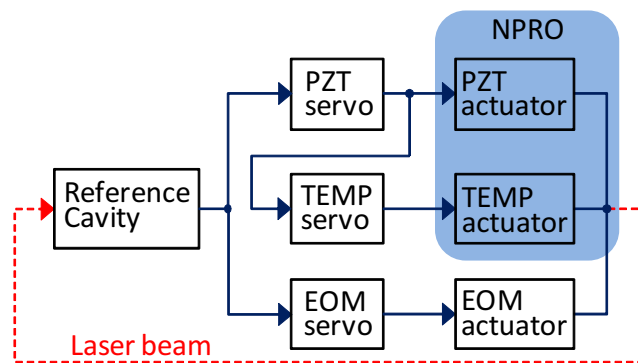 NPRO
PZT
servo
PZT
actuator
Reference
Cavity
TEMP
servo
TEMP
actuator
EOM
servo
EOM
actuator
Laser beam